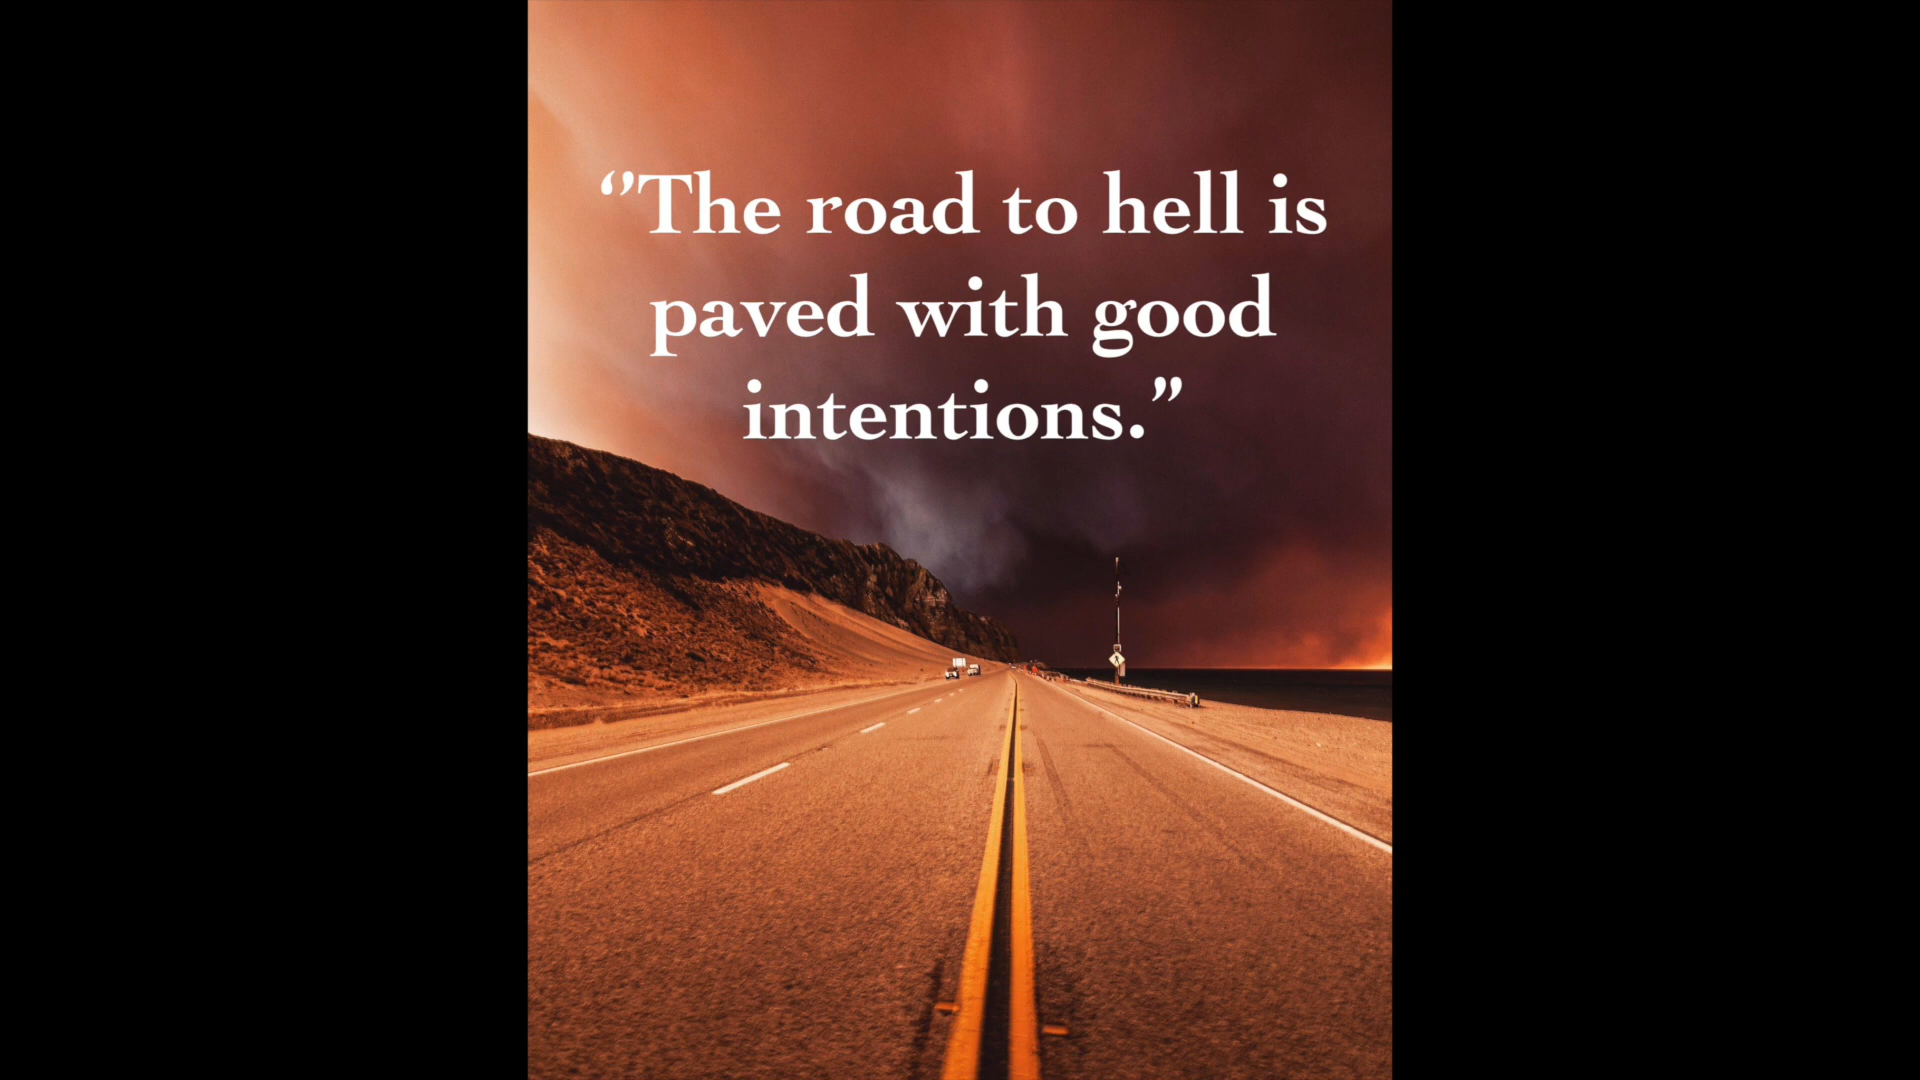 ‘’The road to hell is
paved with good
intentions.”